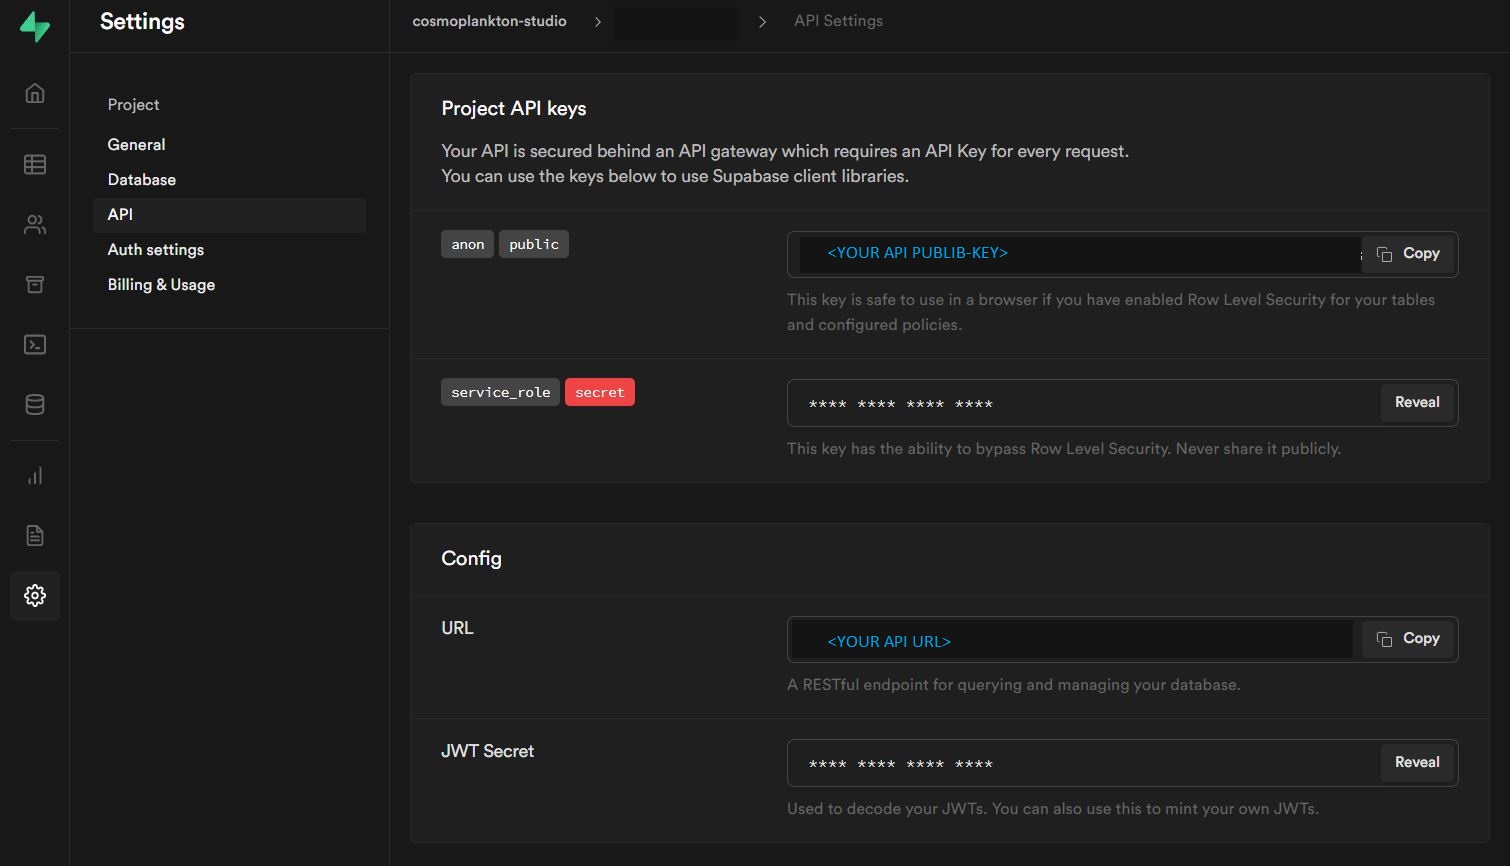 Settings
cosmoplankton-studio > > API Settings
Project
General
Database
API
Auth settings
Billing & Usage
Project API keys
Your API is secured behind an API gateway which requires an API Key for every request.
You can use the keys below to use Supabase client libraries.
anon public
<YOUR API PUBLIB-KEY>
Copy
This key is safe to use in a browser if you have enabled Row Level Security for your tables
and configured policies.
service_role secret
**** **** **** ****
Reveal
This key has the ability to bypass Row Level Security. Never share it publicly.
Config
URL
<YOUR API URL>
Copy
A RESTful endpoint for querying and managing your database.
JWT Secret
**** **** **** ****
Reveal
Used to decode your JWTs. You can also use this to mint your own JWTs.